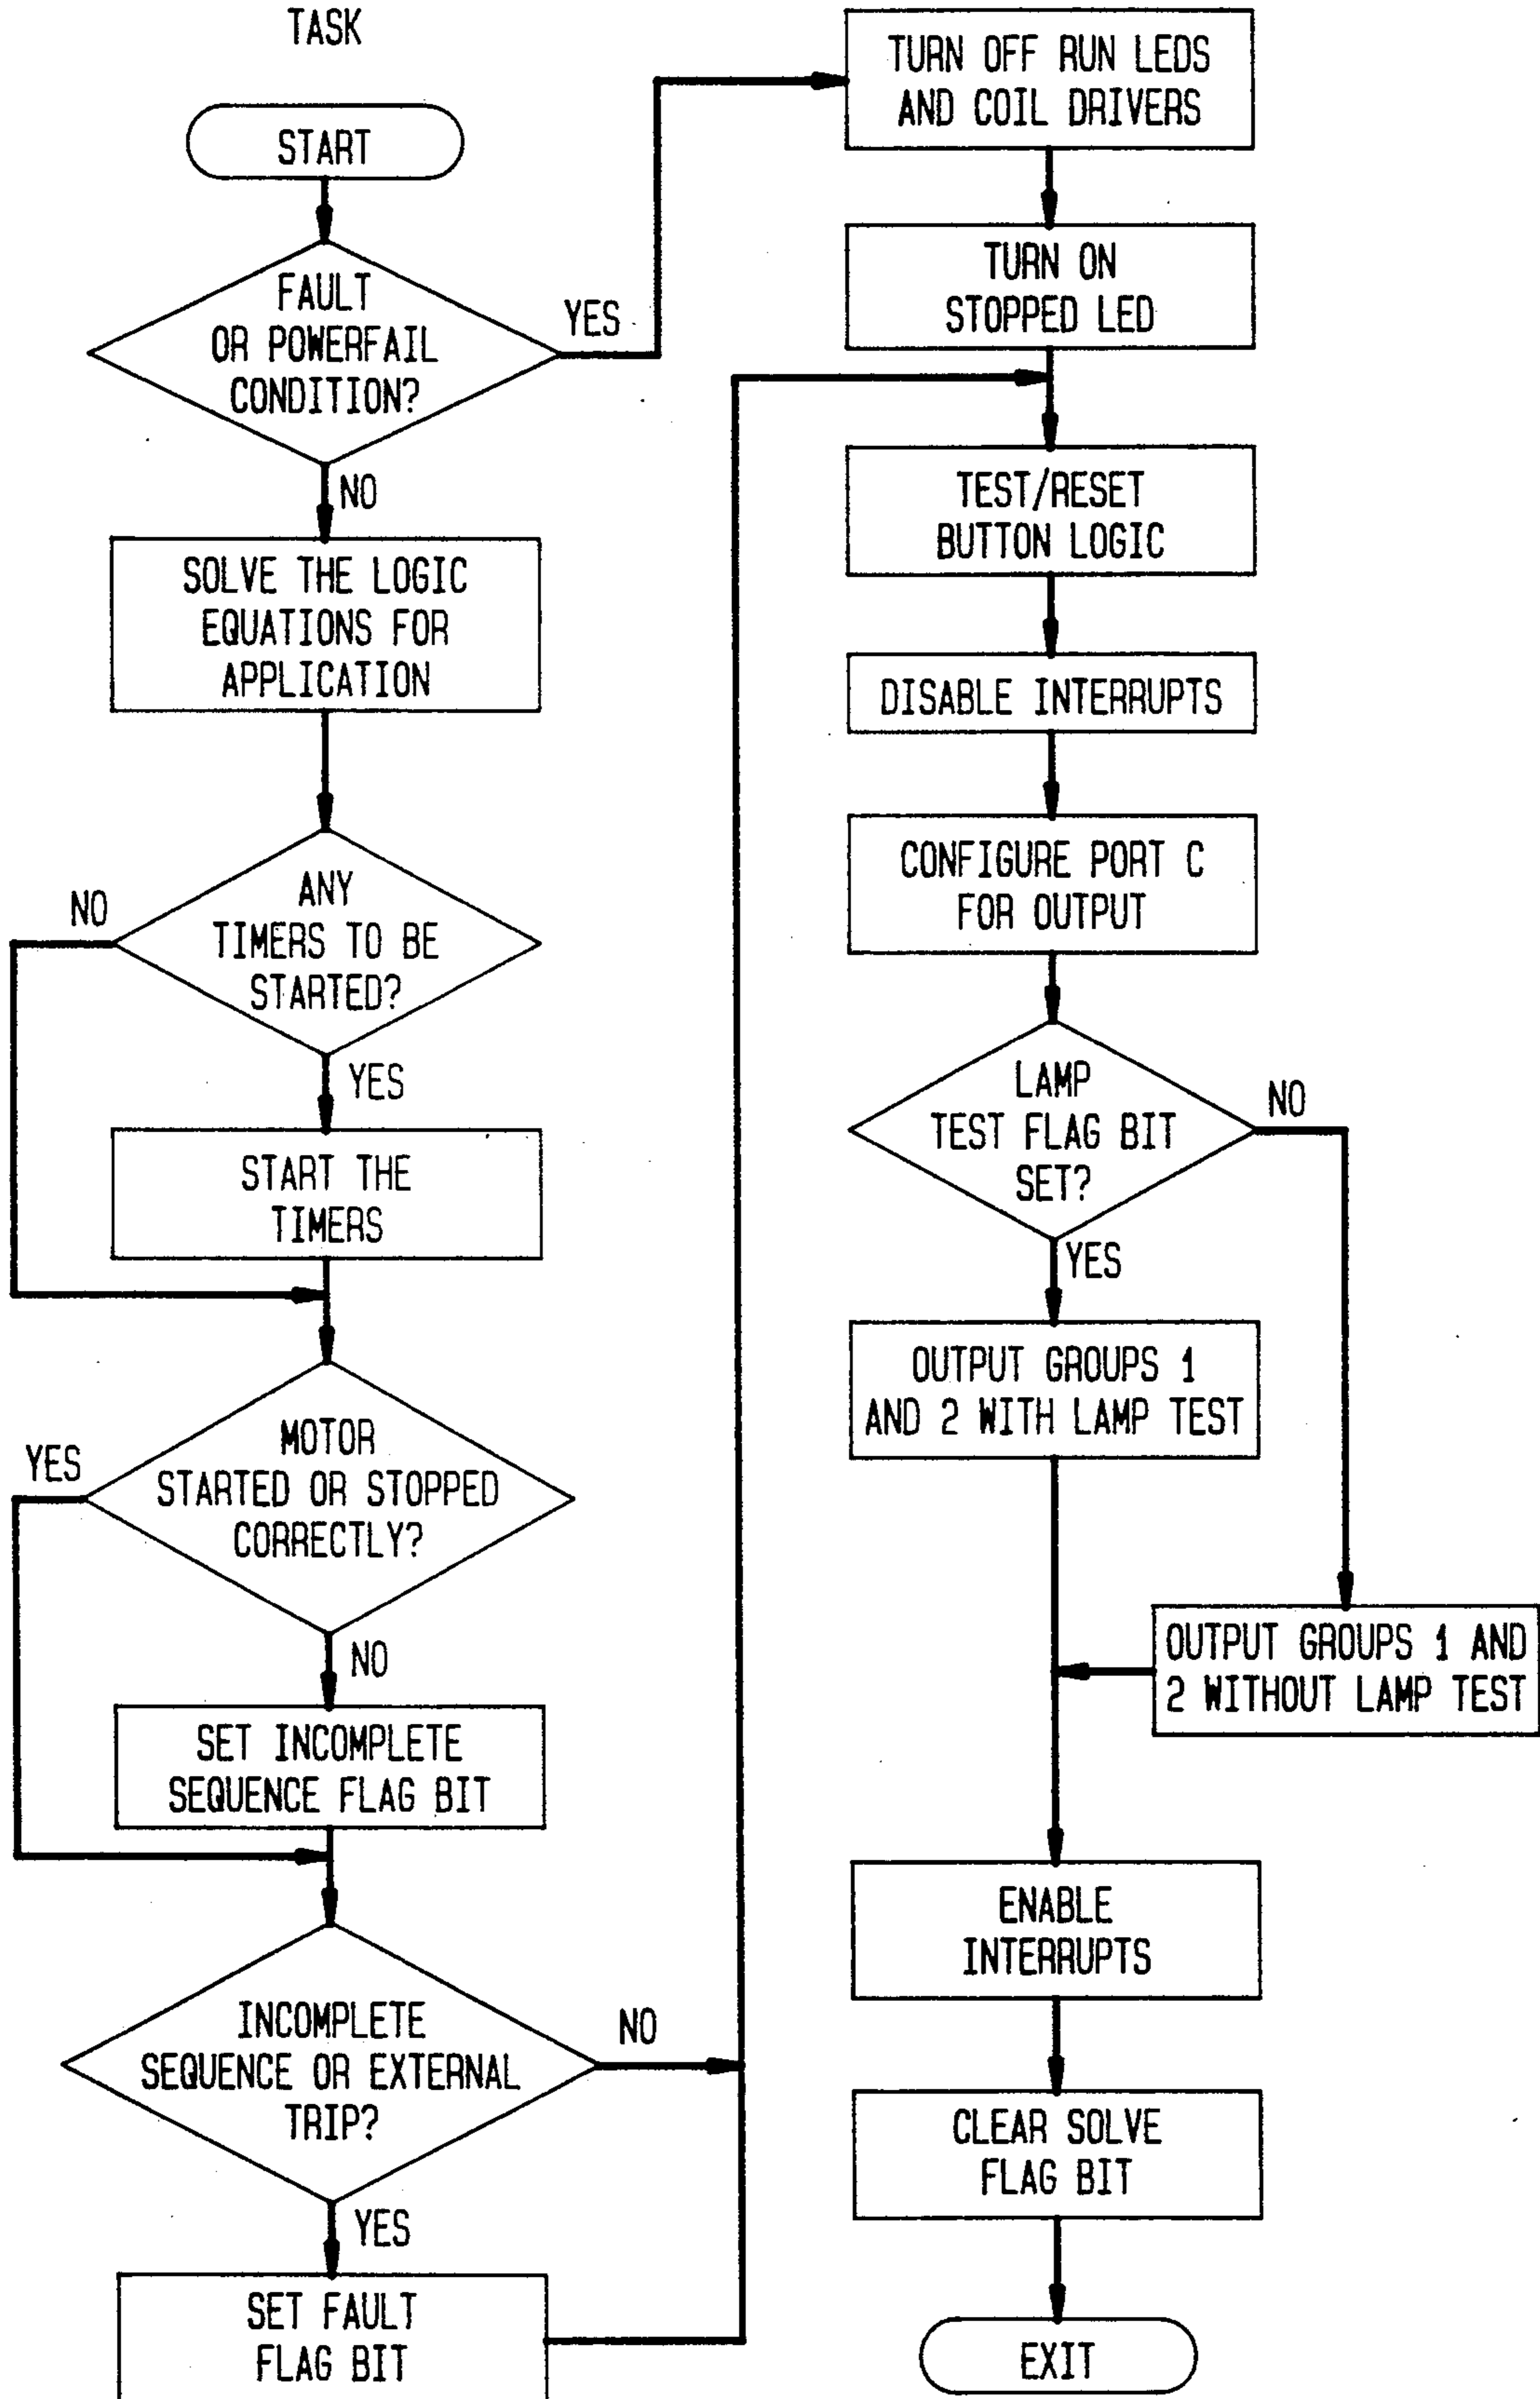 TASK
START
FAULT
OR POWERFAIL
CONDITION?
YES
NO
SOLVE THE LOGIC
EQUATIONS FOR
APPLICATION
ANY
TIMERS TO BE
STARTED?
NO
YES
START THE
TIMERS
MOTOR
STARTED OR STOPPED
CORRECTLY?
YES
NO
SET INCOMPLETE
SEQUENCE FLAG BIT
INCOMPLETE
SEQUENCE OR EXTERNAL
TRIP?
NO
YES
SET FAULT
FLAG BIT
TURN OFF RUN LEDS
AND COIL DRIVERS
TURN ON
STOPPED LED
TEST/RESET
BUTTON LOGIC
DISABLE INTERRUPTS
CONFIGURE PORT C
FOR OUTPUT
LAMP
TEST FLAG BIT
SET?
NO
YES
OUTPUT GROUPS 1
AND 2 WITH LAMP TEST
OUTPUT GROUPS 1 AND
2 WITHOUT LAMP TEST
ENABLE
INTERRUPTS
CLEAR SOLVE
FLAG BIT
EXIT